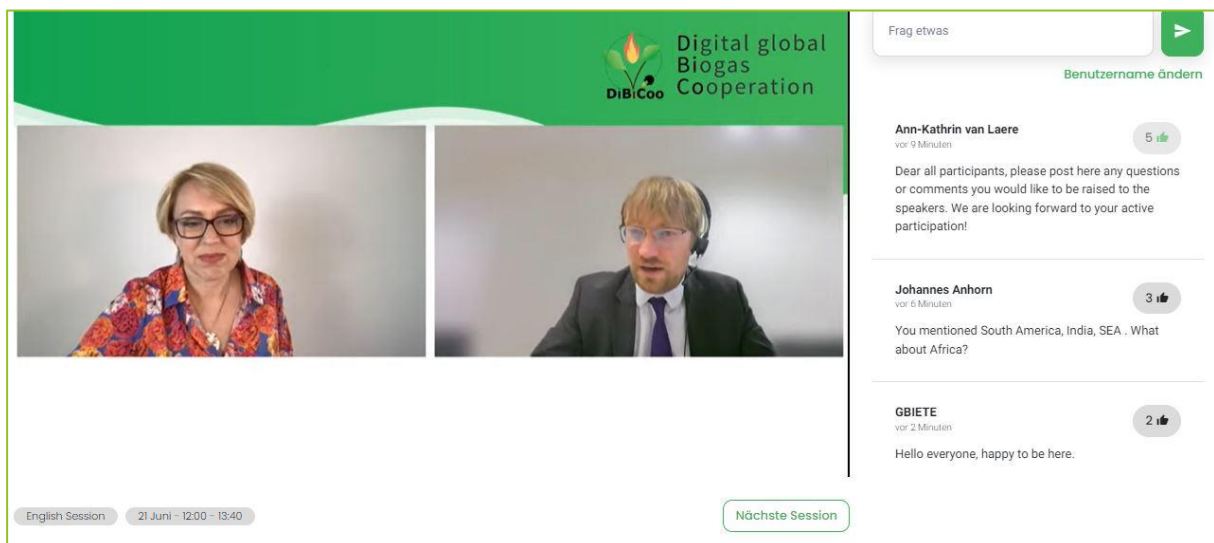 Digital global
Biogas
Cooperation
DiBiCoo
Frag etwas
Benutzername ändern
Ann-Kathrin van Laere
vor 9 Minuten
5
Dear all participants, please post here any questions
or comments you would like to be raised to the
speakers. We are looking forward to your active
participation!
Johannes Anhorn
vor 6 Minuten
3
You mentioned South America, India, SEA . What
about Africa?
GBIETE
vor 2 Minuten
2
Hello everyone, happy to be here.
English Session
21 Juni - 12:00 - 13:40
Nächste Session